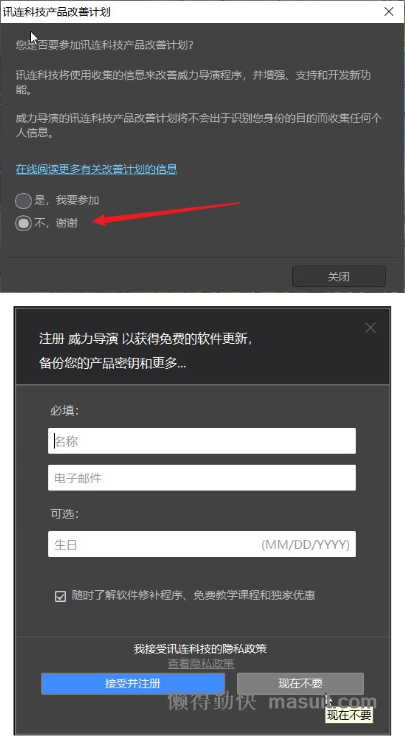 讯连科技产品改善计划
您是否要参加讯连科技产品改善计划?
讯连科技将使用收集的信息来改善威力导演程序，并增强、支持和开发新功
能。
威力导演的讯连科技产品改善计划将不会出于识别您身份的目的而收集任何个
人信息。
在线阅读更多有关改善计划的信息
是，我要参加
不，谢谢
关闭
注册 威力导演 以获得免费的软件更新，
备份您的产品密钥和更多...
必填：
名称
电子邮件
可选：
生日 (MM/DD/YYYY)
随时了解软件修补程序、免费教学课程和独家优惠
我接受讯连科技的隐私政策
查看隐私政策
接受并注册 现在不要
懒得勤快 masuit.com
现在不要